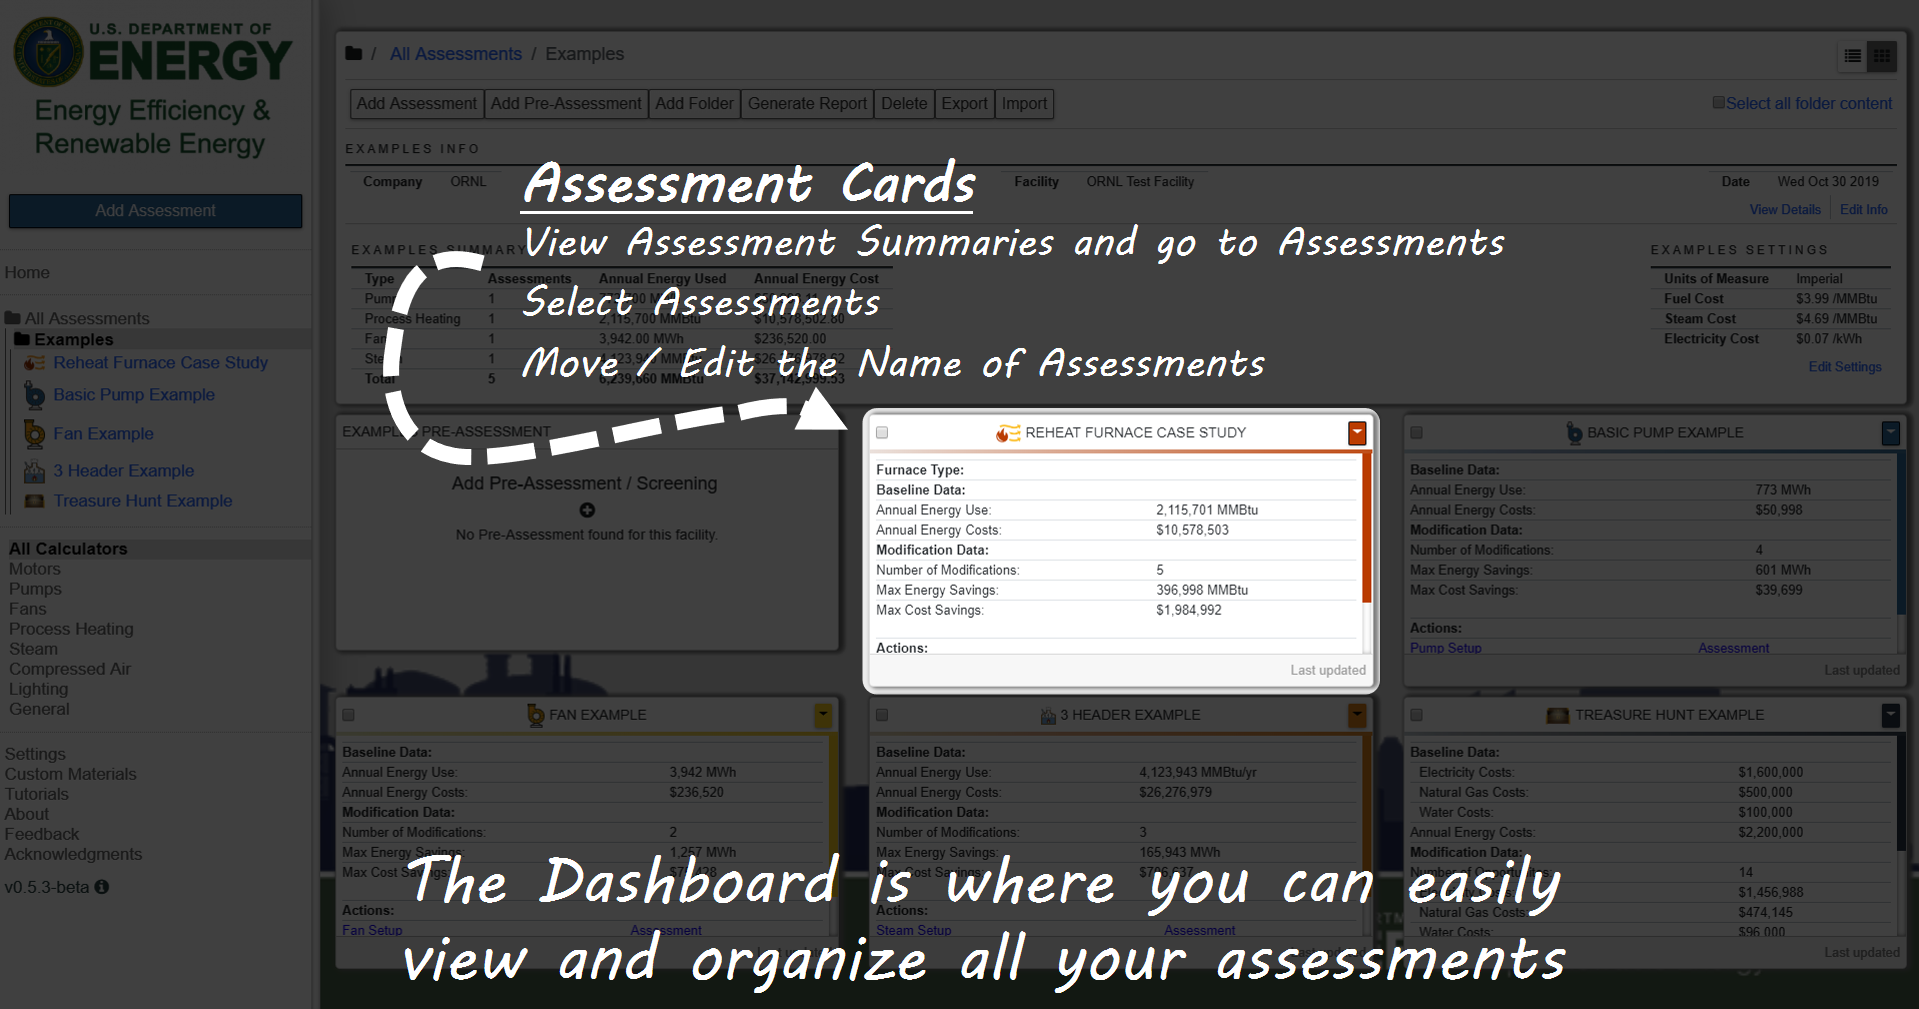 U.S. DEPARTMENT OF
ENERGY
Energy Efficiency &
Renewable Energy
Add Assessment
Home
All Assessments
Examples
Reheat Furnace Case Study
Basic Pump Example
Fan Example
3 Header Example
Treasure Hunt Example
All Calculators
Motors
Pumps
Fans
Process Heating
Steam
Compressed Air
Lighting
General
Settings
Custom Materials
Tutorials
About
Feedback
Acknowledgments
v0.5.3-beta
/ All Assessments / Examples
Add Assessment Add Pre-Assessment Add Folder Generate Report Delete Export Import
Select all folder content
EXAMPLES INFO
Company ORNL Facility ORNL Test Facility Date Wed Oct 30 2019
View Details Edit Info
Assessment Cards
View Assessment Summaries and go to Assessments
Select Assessments
Move / Edit the Name of Assessments
EXAMPLES SUMMARY
Type Assessments Annual Energy Used Annual Energy Cost
Pump 1
Process Heating 1 2,115,700 MMBtu $10,578,502.80
Fan 1 3,942.00 MWh $236,520.00
Steam 1
Total 5 6,239,660 MMBtu $37,142,999.53
EXAMPLES SETTINGS
Units of Measure Imperial
Fuel Cost $3.99 /MMBtu
Steam Cost $4.69 /MMBtu
Electricity Cost $0.07 /kWh
Edit Settings
EXAMPLES PRE-ASSESSMENT
Add Pre-Assessment / Screening
No Pre-Assessment found for this facility.
REHEAT FURNACE CASE STUDY
Furnace Type:
Baseline Data:
Annual Energy Use: 2,115,701 MMBtu
Annual Energy Costs: $10,578,503
Modification Data:
Number of Modifications: 5
Max Energy Savings: 396,998 MMBtu
Max Cost Savings: $1,984,992
Actions:
Last updated
BASIC PUMP EXAMPLE
Baseline Data:
Annual Energy Use: 773 MWh
Annual Energy Costs: $50,998
Modification Data:
Number of Modifications: 4
Max Energy Savings: 601 MWh
Max Cost Savings: $39,699
Actions:
Pump Setup Assessment
Last updated
FAN EXAMPLE
Baseline Data:
Annual Energy Use: 3,942 MWh
Annual Energy Costs: $236,520
Modification Data:
Number of Modifications: 2
Max Energy Savings: 1,257 MWh
Max Cost Savings:
Actions:
Fan Setup Assessment
Last updated
3 HEADER EXAMPLE
Baseline Data:
Annual Energy Use: 4,123,943 MMBtu/yr
Annual Energy Costs: $26,276,979
Modification Data:
Number of Modifications: 3
Max Energy Savings: 165,943 MWh
Max Cost Savings:
Actions:
Steam Setup Assessment
Last updated
TREASURE HUNT EXAMPLE
Baseline Data:
Electricity Costs: $1,600,000
Natural Gas Costs: $500,000
Water Costs: $100,000
Annual Energy Costs: $2,200,000
Modification Data:
Number of Opportunities: 14
Electricity Costs: $1,456,988
Natural Gas Costs: $474,145
Water Costs: $96,000
Last updated
The Dashboard is where you can easily
view and organize all your assessments